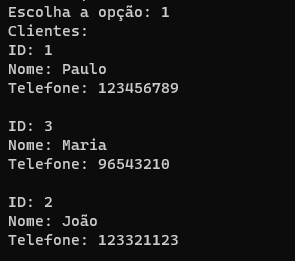 Escolha a opção: 1
Clientes:
ID: 1
Nome: Paulo
Telefone: 123456789
ID: 3
Nome: Maria
Telefone: 96543210
ID: 2
Nome: João
Telefone: 123321123